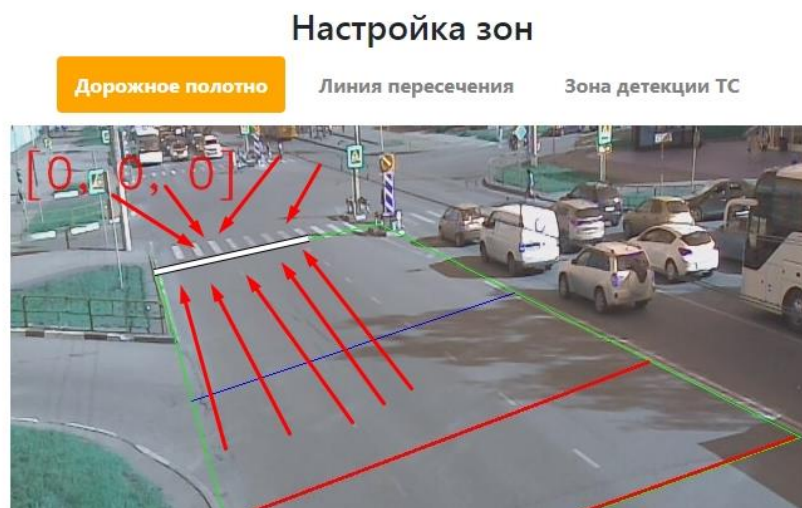 Настройка зон
Дорожное полотно Линия пересечения Зона детекции ТС
[0, 0, 0]